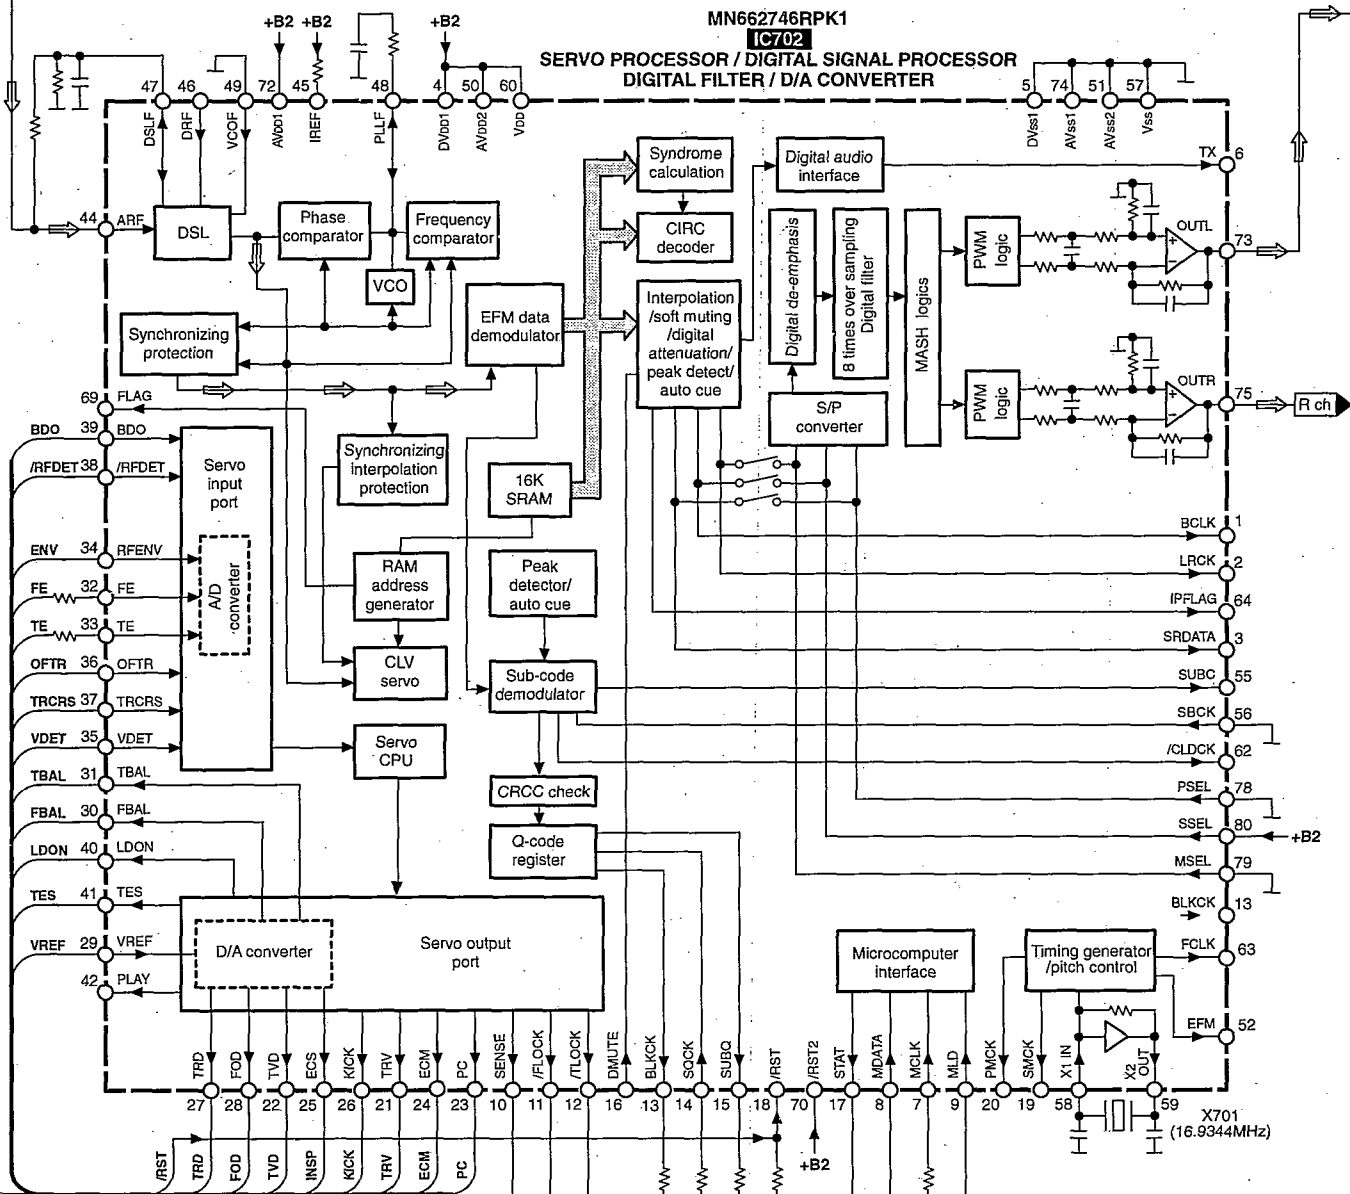 MN662746RPK1
IC702
SERVO PROCESSOR / DIGITAL SIGNAL PROCESSOR
DIGITAL FILTER / D/A CONVERTER
+B2 +B2
+B2
47 46 49 72 45 48 4 50 60
5 74 51 57
DSLF
DRF
VCOF
AVDD1
IREF
PLLF
DVDD1
AVDD2
VDD
DVSS1
AVSS1
AVSS2
VSS
TX 6
44 ARF
DSL
Phase
comparator
Frequency
comparator
VCO
Synchronizing
protection
EFM data
demodulator
Syndrome
calculation
CIRC
decoder
Interpolation
/soft muting
/digital
attenuation/
peak detect/
auto cue
Digital audio
interface
Digital de-emphasis
8 times over sampling
Digital filter
MASH logics
PWM
logic
PWM
logic
+
−
+
−
OUTL
73
OUTR
75
R ch
S/P
converter
Synchronizing
interpolation
protection
16K
SRAM
RAM
address
generator
Peak
detector/
auto cue
CLV
servo
Sub-code
demodulator
Servo
CPU
CRCC check
Q-code
register
Servo
input
port
A/D
converter
69 FLAG
BDO 39 BDO
/RFDET 38 /RFDET
ENV 34 RFENV
FE 32 FE
TE 33 TE
OFTR 36 OFTR
TRCRS 37 TRCRS
VDET 35 VDET
TBAL 31 TBAL
FBAL 30 FBAL
LDON 40 LDON
TES 41 TES
VREF 29 VREF
42 PLAY
BCLK 1
LRCK 2
IPFLAG 64
SRDATA 3
SUBC 55
SBCK 56
/CLDCK 62
PSEL 78
SSEL 80
+B2
MSEL 79
BLKCK 13
FCLK 63
EFM 52
D/A converter
Servo output
port
Microcomputer
interface
Timing generator
/pitch control
TRD
FOD
TVD
ECS
KICK
TRV
ECM
PC
SENSE
/FLOCK
/TLOCK
DMUTE
BLKCK
SQCK
SUBQ
/RST
/RST2
STAT
MDATA
MCLK
MLD
PMCK
SMCK
X1 IN
X2
OUT
27 28 22 25 26 21 24 23 10 11 12 16 13 14 15 18 70 17 8 7 9 20 19 58 59
X701
(16.9344MHz)
+B2
/RST
TRD
FOD
TVD
INSP
KICK
TRV
ECM
PC